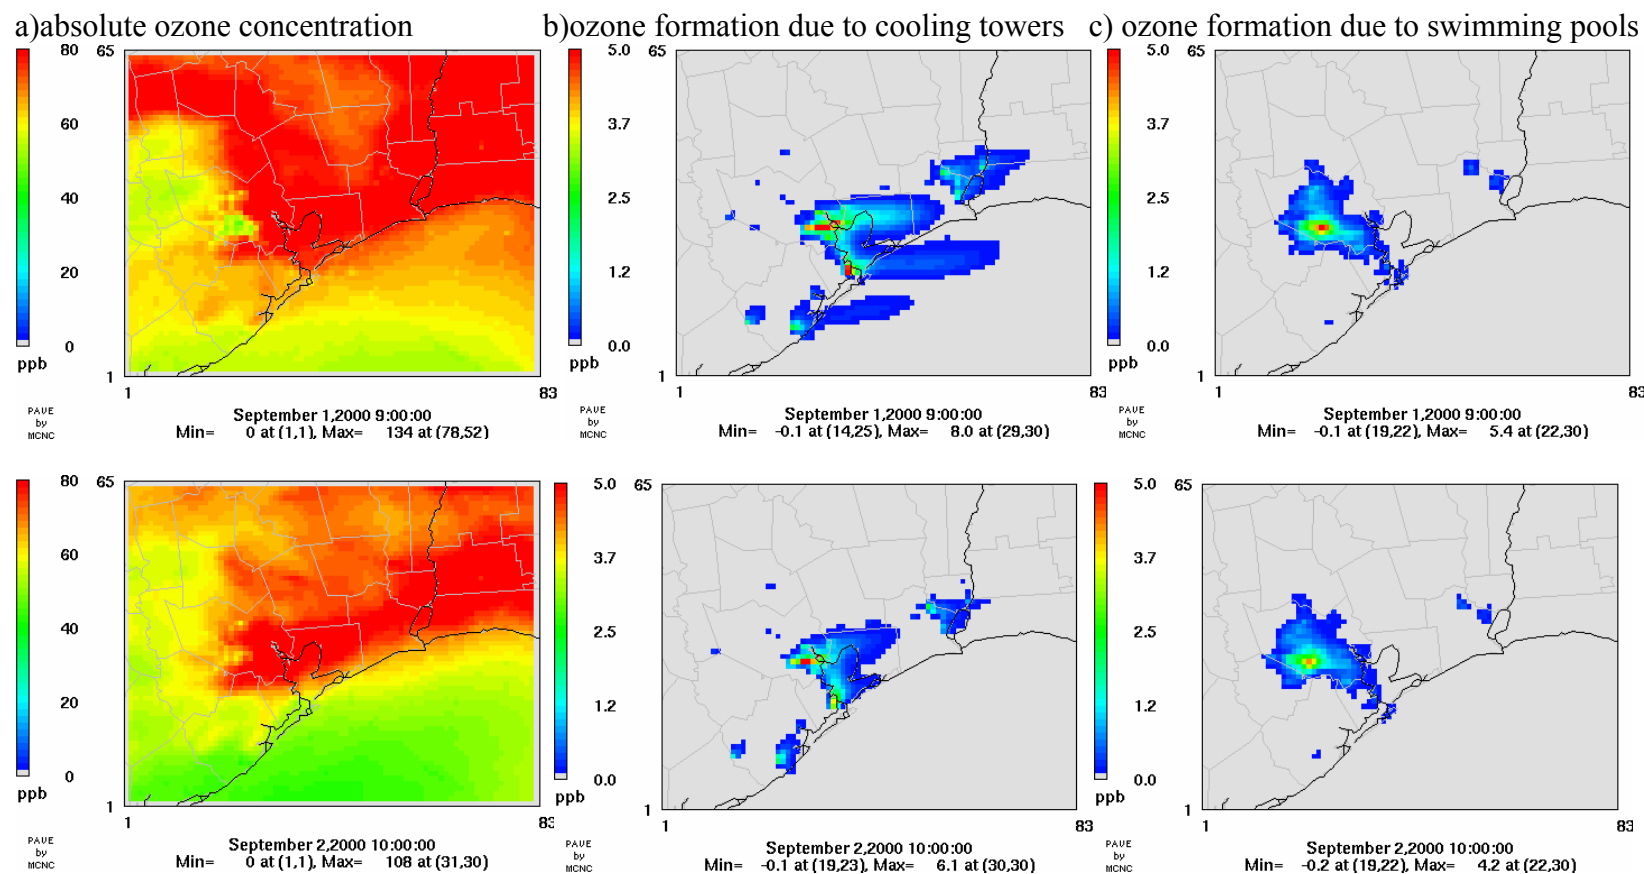 a)absolute ozone concentration b)ozone formation due to cooling towers c) ozone formation due to swimming pools
80 65 5.0 65 5.0 65
60 3.7 3.7
40 2.5 2.5
20 1.2 1.2
0 0.0 0.0
ppb 1 ppb 1 ppb 1
1 83 1 83 1 83
PAVE by MCNC
September 1,2000 9:00:00
Min= 0 at (1,1), Max= 134 at (78,52)
PAVE by MCNC
September 1,2000 9:00:00
Min= -0.1 at (14,25), Max= 8.0 at (29,30)
PAVE by MCNC
September 1,2000 9:00:00
Min= -0.1 at (19,22), Max= 5.4 at (22,30)
80 65 5.0 65 5.0 65
60 3.7 3.7
40 2.5 2.5
20 1.2 1.2
0 0.0 0.0
ppb 1 ppb 1 ppb 1
1 83 1 83 1 83
PAVE by MCNC
September 2,2000 10:00:00
Min= 0 at (1,1), Max= 108 at (31,30)
PAVE by MCNC
September 2,2000 10:00:00
Min= -0.1 at (19,23), Max= 6.1 at (30,30)
PAVE by MCNC
September 2,2000 10:00:00
Min= -0.2 at (19,22), Max= 4.2 at (22,30)